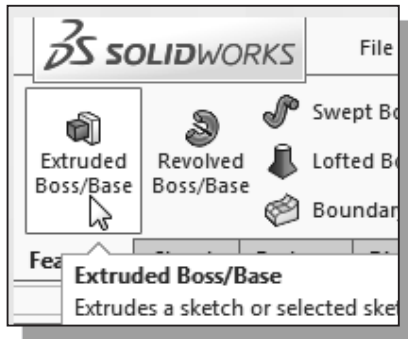 SOLIDWORKS File
Extruded Boss/Base
Revolved Boss/Base
Swept Bo
Lofted Bo
Boundar
Fea
Extruded Boss/Base
Extrudes a sketch or selected ske